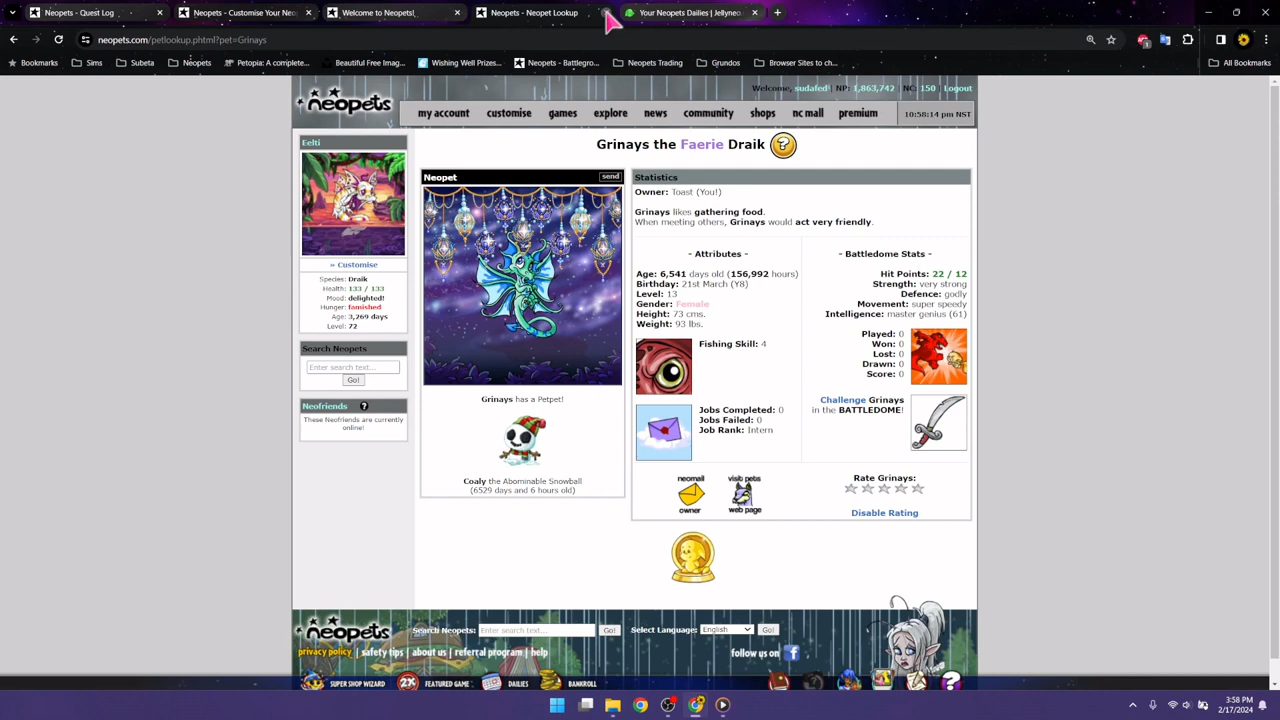 Neopets - Quest Log
Neopets - Customise Your Neo
Welcome to Neopets!
Neopets - Neopet Lookup
Your Neopets Dailies | Jellyneo
neopets.com/petlookup.phtml?pet=Grinays
Bookmarks
Sims
Subeta
Neopets
Petopia: A complete...
Beautiful Free Imag...
Wishing Well Prizes...
Neopets - Battlegro...
Neopets Trading
Grundos
Browser Sites to ch...
All Bookmarks
neopets
Welcome, sudafed | NP: 1,863,742 | NC: 150 | Logout
my account customise games explore news community shops nc mall premium 10:58:14 pm NST
Eelti
» Customise
Species: Draik
Health: 133 / 133
Mood: delighted!
Hunger: famished
Age: 3,269 days
Level: 72
Search Neopets
Enter search text...
Go!
Neofriends ?
These Neofriends are currently
online!
Grinays the Faerie Draik ?
Neopet send
Grinays has a Petpet!
Coaly the Abominable Snowball
(6529 days and 6 hours old)
Statistics
Owner: Toast (You!)
Grinays likes gathering food.
When meeting others, Grinays would act very friendly.
- Attributes -
Age: 6,541 days old (156,992 hours)
Birthday: 21st March (Y8)
Level: 13
Gender: Female
Height: 73 cms.
Weight: 93 lbs.
Fishing Skill: 4
Jobs Completed: 0
Jobs Failed: 0
Job Rank: Intern
- Battledome Stats -
Hit Points: 22 / 12
Strength: very strong
Defence: godly
Movement: super speedy
Intelligence: master genius (61)
Played: 0
Won: 0
Lost: 0
Drawn: 0
Score: 0
Challenge Grinays
in the BATTLEDOME!
neomail
owner
visit pets
web page
Rate Grinays:
Disable Rating
neopets
Search Neopets: Enter search text... Go! Select Language: English Go!
privacy policy | safety tips | about us | referral program | help
follow us on f
SUPER SHOP WIZARD
2X FEATURED GAME
DAILIES
BANKROLL
?
3:58 PM
2/17/2024